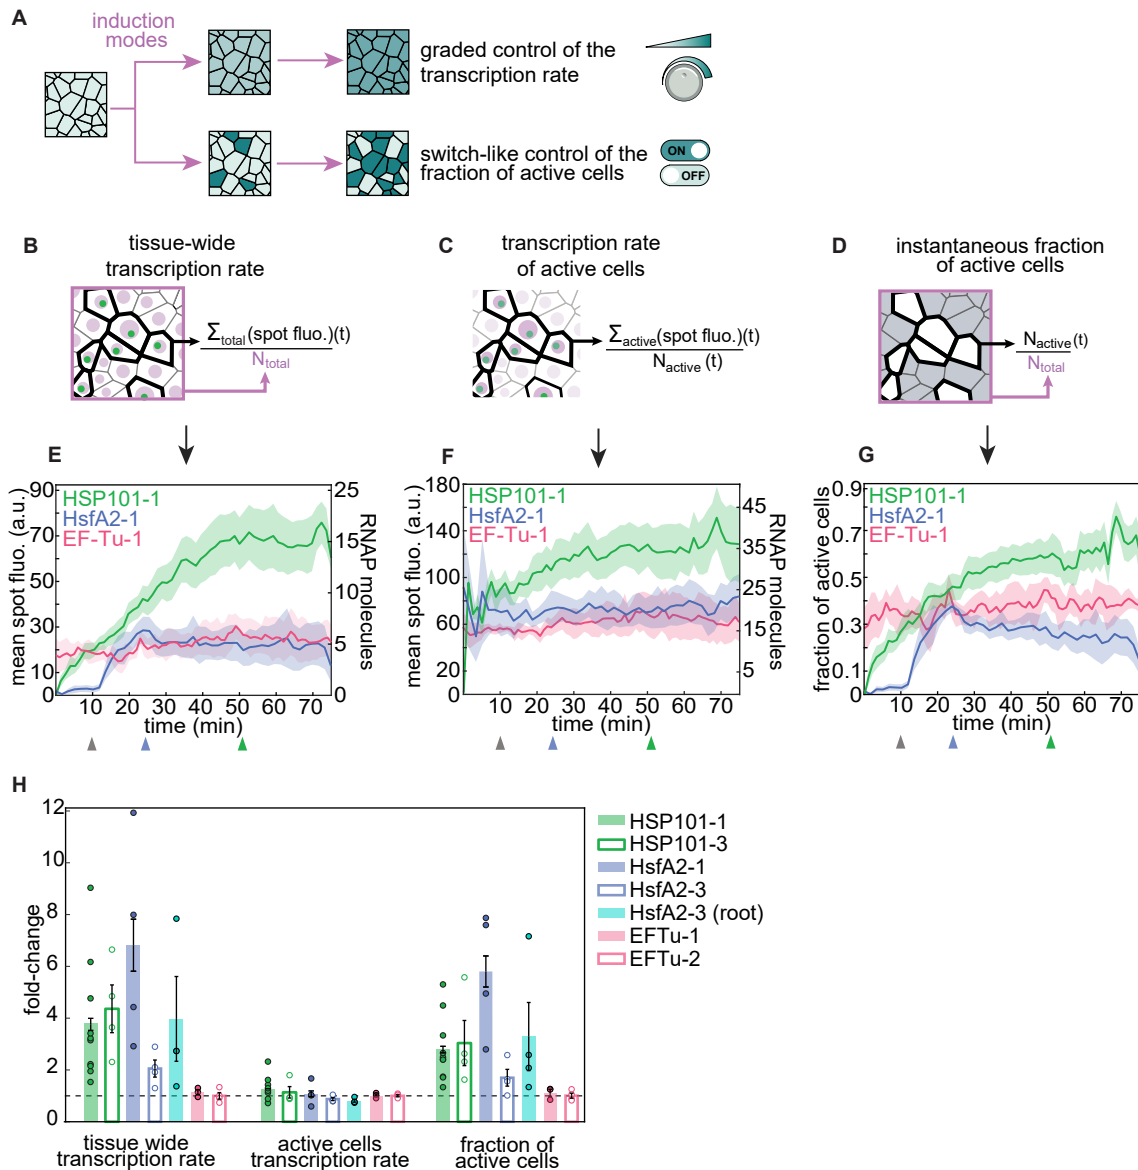 A
induction
modes
graded control of the
transcription rate
switch-like control of the
fraction of active cells
ON
OFF
B
tissue-wide
transcription rate
Σtotal(spot fluo.)(t)
Ntotal
C
transcription rate
of active cells
Σactive(spot fluo.)(t)
Nactive (t)
D
instantaneous fraction
of active cells
Nactive(t)
Ntotal
E
HSP101-1
HsfA2-1
EF-Tu-1
mean spot fluo. (a.u.)
90
70
50
30
10
0
25
15
10
5
0
RNAP molecules
10 20 30 40 50 60 70
time (min)
F
HSP101-1
HsfA2-1
EF-Tu-1
mean spot fluo. (a.u.)
180
140
100
60
20
0
45
35
25
15
5
RNAP molecules
10 20 30 40 50 60 70
time (min)
G
HSP101-1
HsfA2-1
EF-Tu-1
fraction of active cells
0.9
0.7
0.5
0.3
0.1
0
10 20 30 40 50 60 70
time (min)
H
fold-change
12
10
8
6
4
2
0
tissue wide
transcription rate
active cells
transcription rate
fraction of
active cells
HSP101-1
HSP101-3
HsfA2-1
HsfA2-3
HsfA2-3 (root)
EFTu-1
EFTu-2